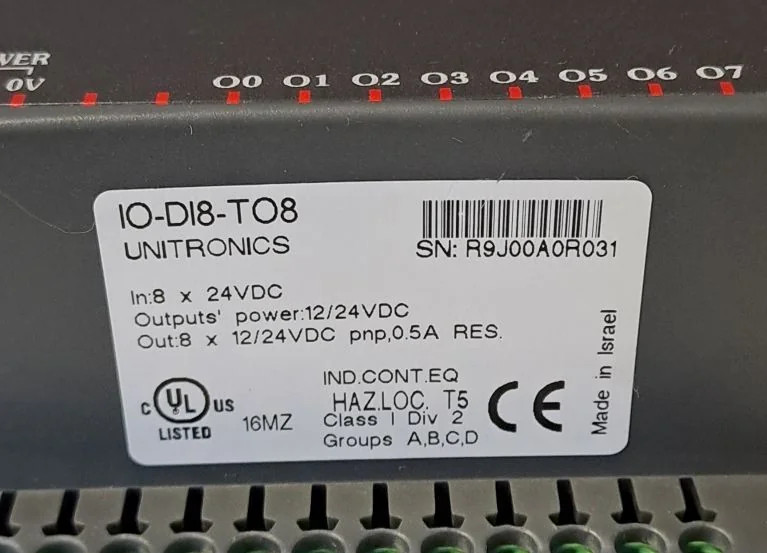 0V
O0 O1 O2 O3 O4 O5 O6 O7
IO-DI8-TO8
UNITRONICS
SN: R9J00A0R031
In:8 x 24VDC
Outputs' power:12/24VDC
Out:8 x 12/24VDC pnp,0.5A RES.
IND.CONT.EQ
HAZ.LOC. T5
Class I Div 2
Groups A,B,C,D
C UL US
LISTED
16MZ
CE
Made in Israel